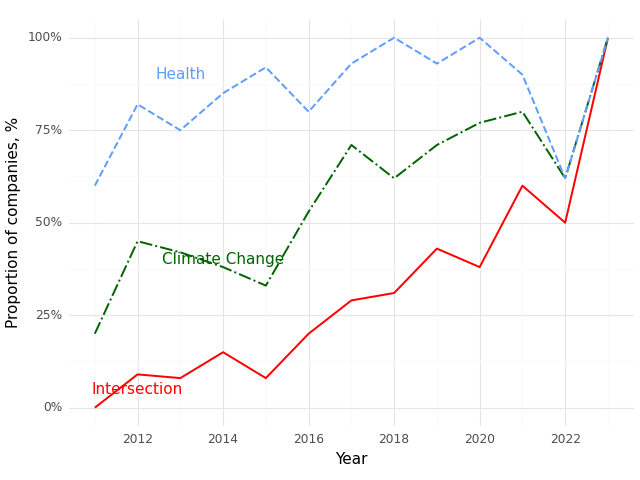 100%
75%
50%
25%
0%
Proportion of companies, %
Health
Climate Change
Intersection
2012 2014 2016 2018 2020 2022
Year